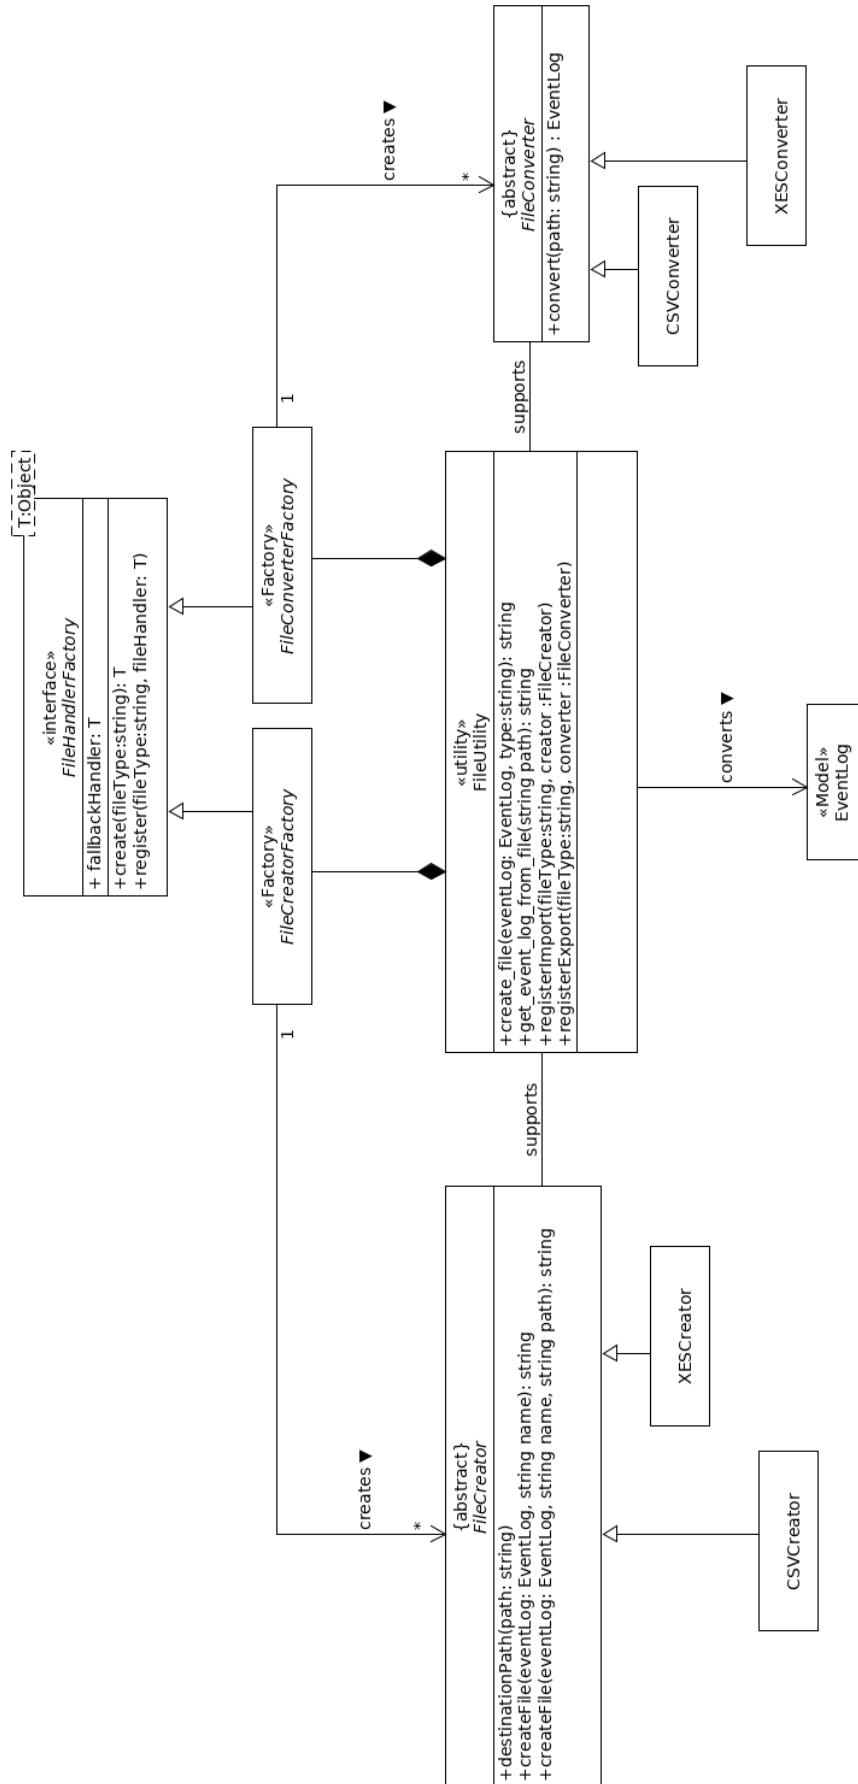 T:Object
«interface»
FileHandlerFactory
+ fallbackHandler: T
+create(fileType:string): T
+register(fileType:string, fileHandler: T)
«Factory»
FileCreatorFactory
«Factory»
FileConverterFactory
1
1
creates ▼
*
creates ▼
*
{abstract}
FileCreator
+destinationPath(path: string)
+createFile(eventLog: EventLog, string name): string
+createFile(eventLog: EventLog, string name, string path): string
supports
«utility»
FileUtility
+create_file(eventLog: EventLog, type:string): string
+get_event_log_from_file(string path): string
+registerImport(fileType:string, creator :FileCreator)
+registerExport(fileType:string, converter :FileConverter)
supports
{abstract}
FileConverter
+convert(path: string) : EventLog
CSVCreator
XESCreator
converts ▼
«Model»
EventLog
CSVConverter
XESConverter